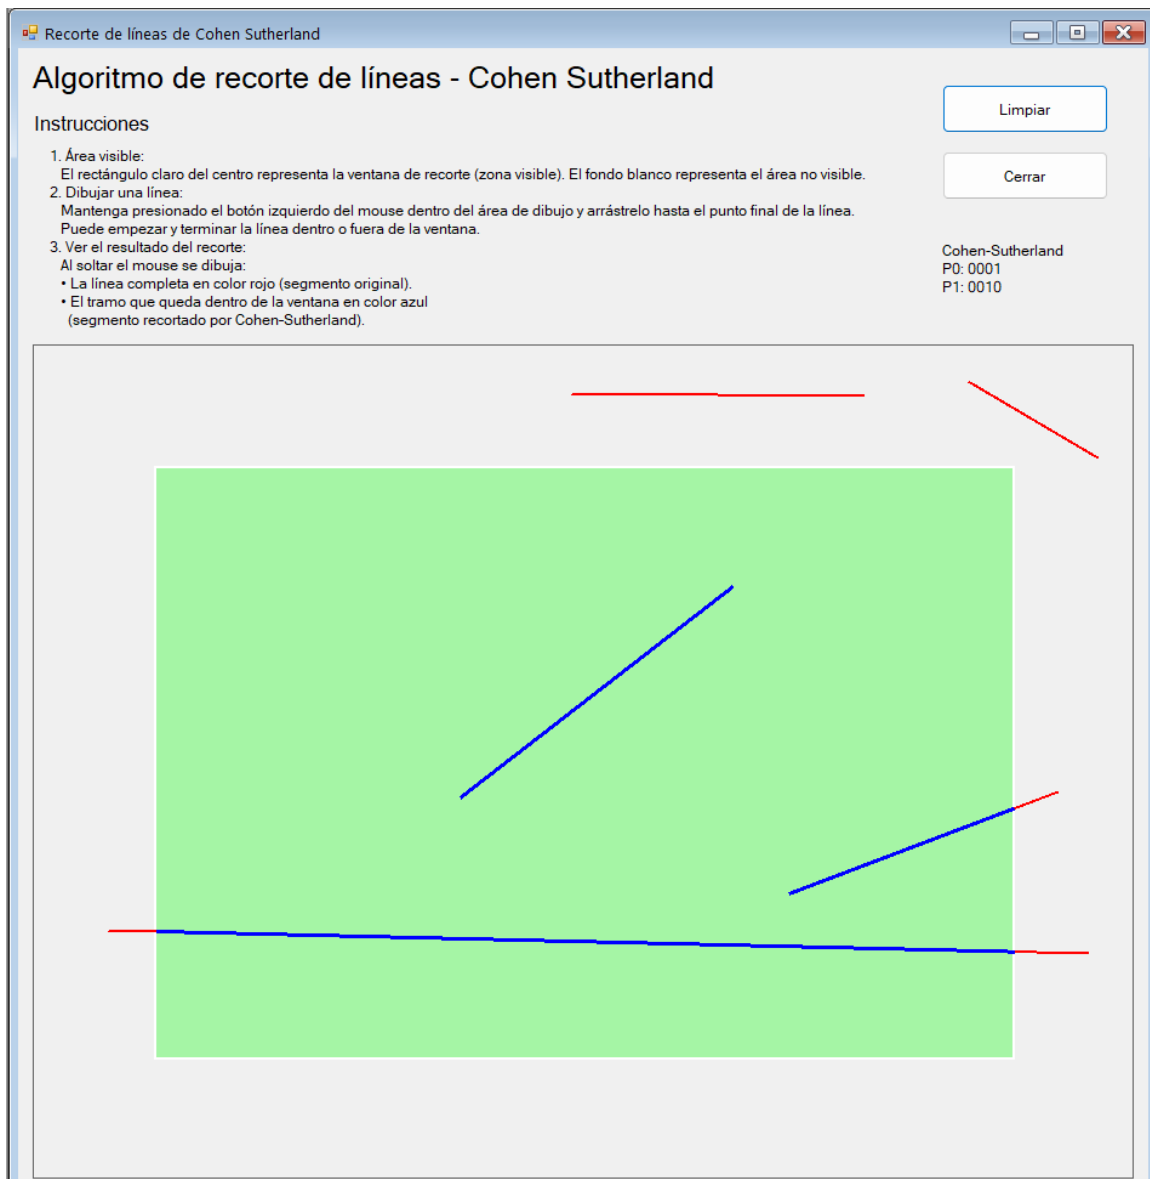 Recorte de líneas de Cohen Sutherland
Algoritmo de recorte de líneas - Cohen Sutherland
Limpiar
Instrucciones
1. Área visible:
El rectángulo claro del centro representa la ventana de recorte (zona visible). El fondo blanco representa el área no visible.
Cerrar
2. Dibujar una línea:
Mantenga presionado el botón izquierdo del mouse dentro del área de dibujo y arrástrelo hasta el punto final de la línea.
Puede empezar y terminar la línea dentro o fuera de la ventana.
3. Ver el resultado del recorte:
Al soltar el mouse se dibuja:
• La línea completa en color rojo (segmento original).
• El tramo que queda dentro de la ventana en color azul
(segmento recortado por Cohen-Sutherland).
Cohen-Sutherland
P0: 0001
P1: 0010